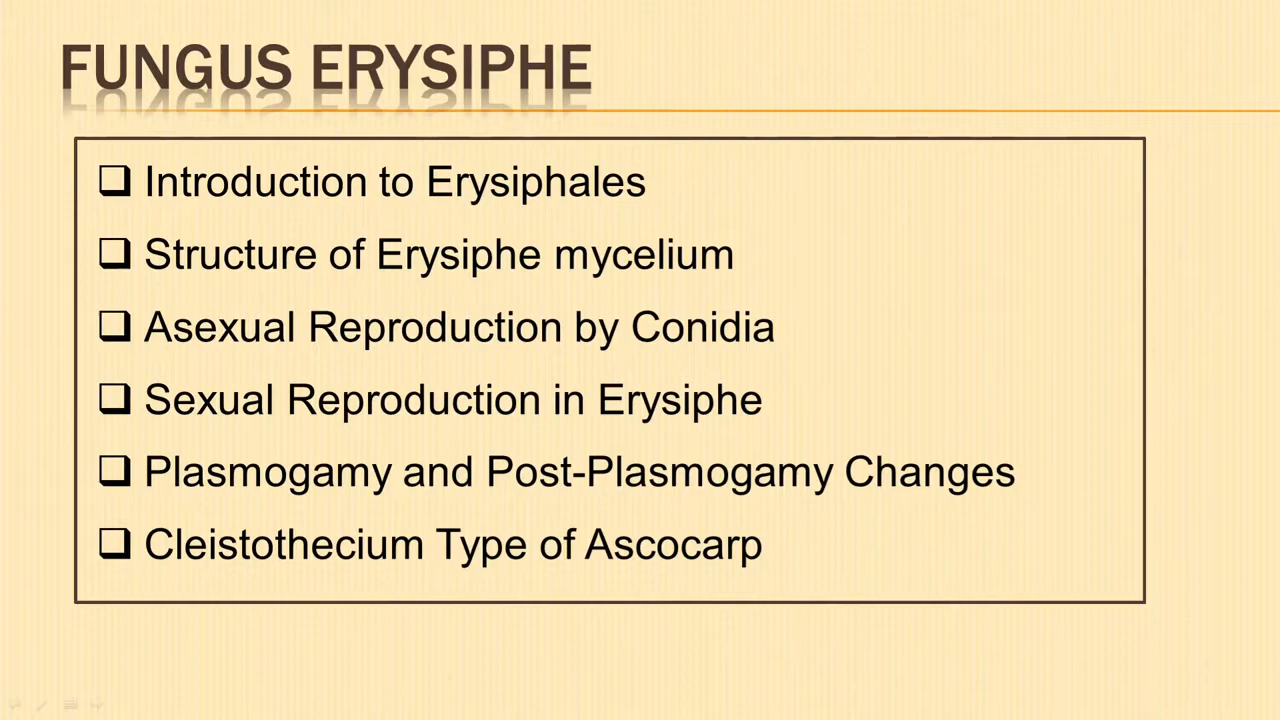 FUNGUS ERYSIPHE
Introduction to Erysiphales
Structure of Erysiphe mycelium
Asexual Reproduction by Conidia
Sexual Reproduction in Erysiphe
Plasmogamy and Post-Plasmogamy Changes
Cleistothecium Type of Ascocarp